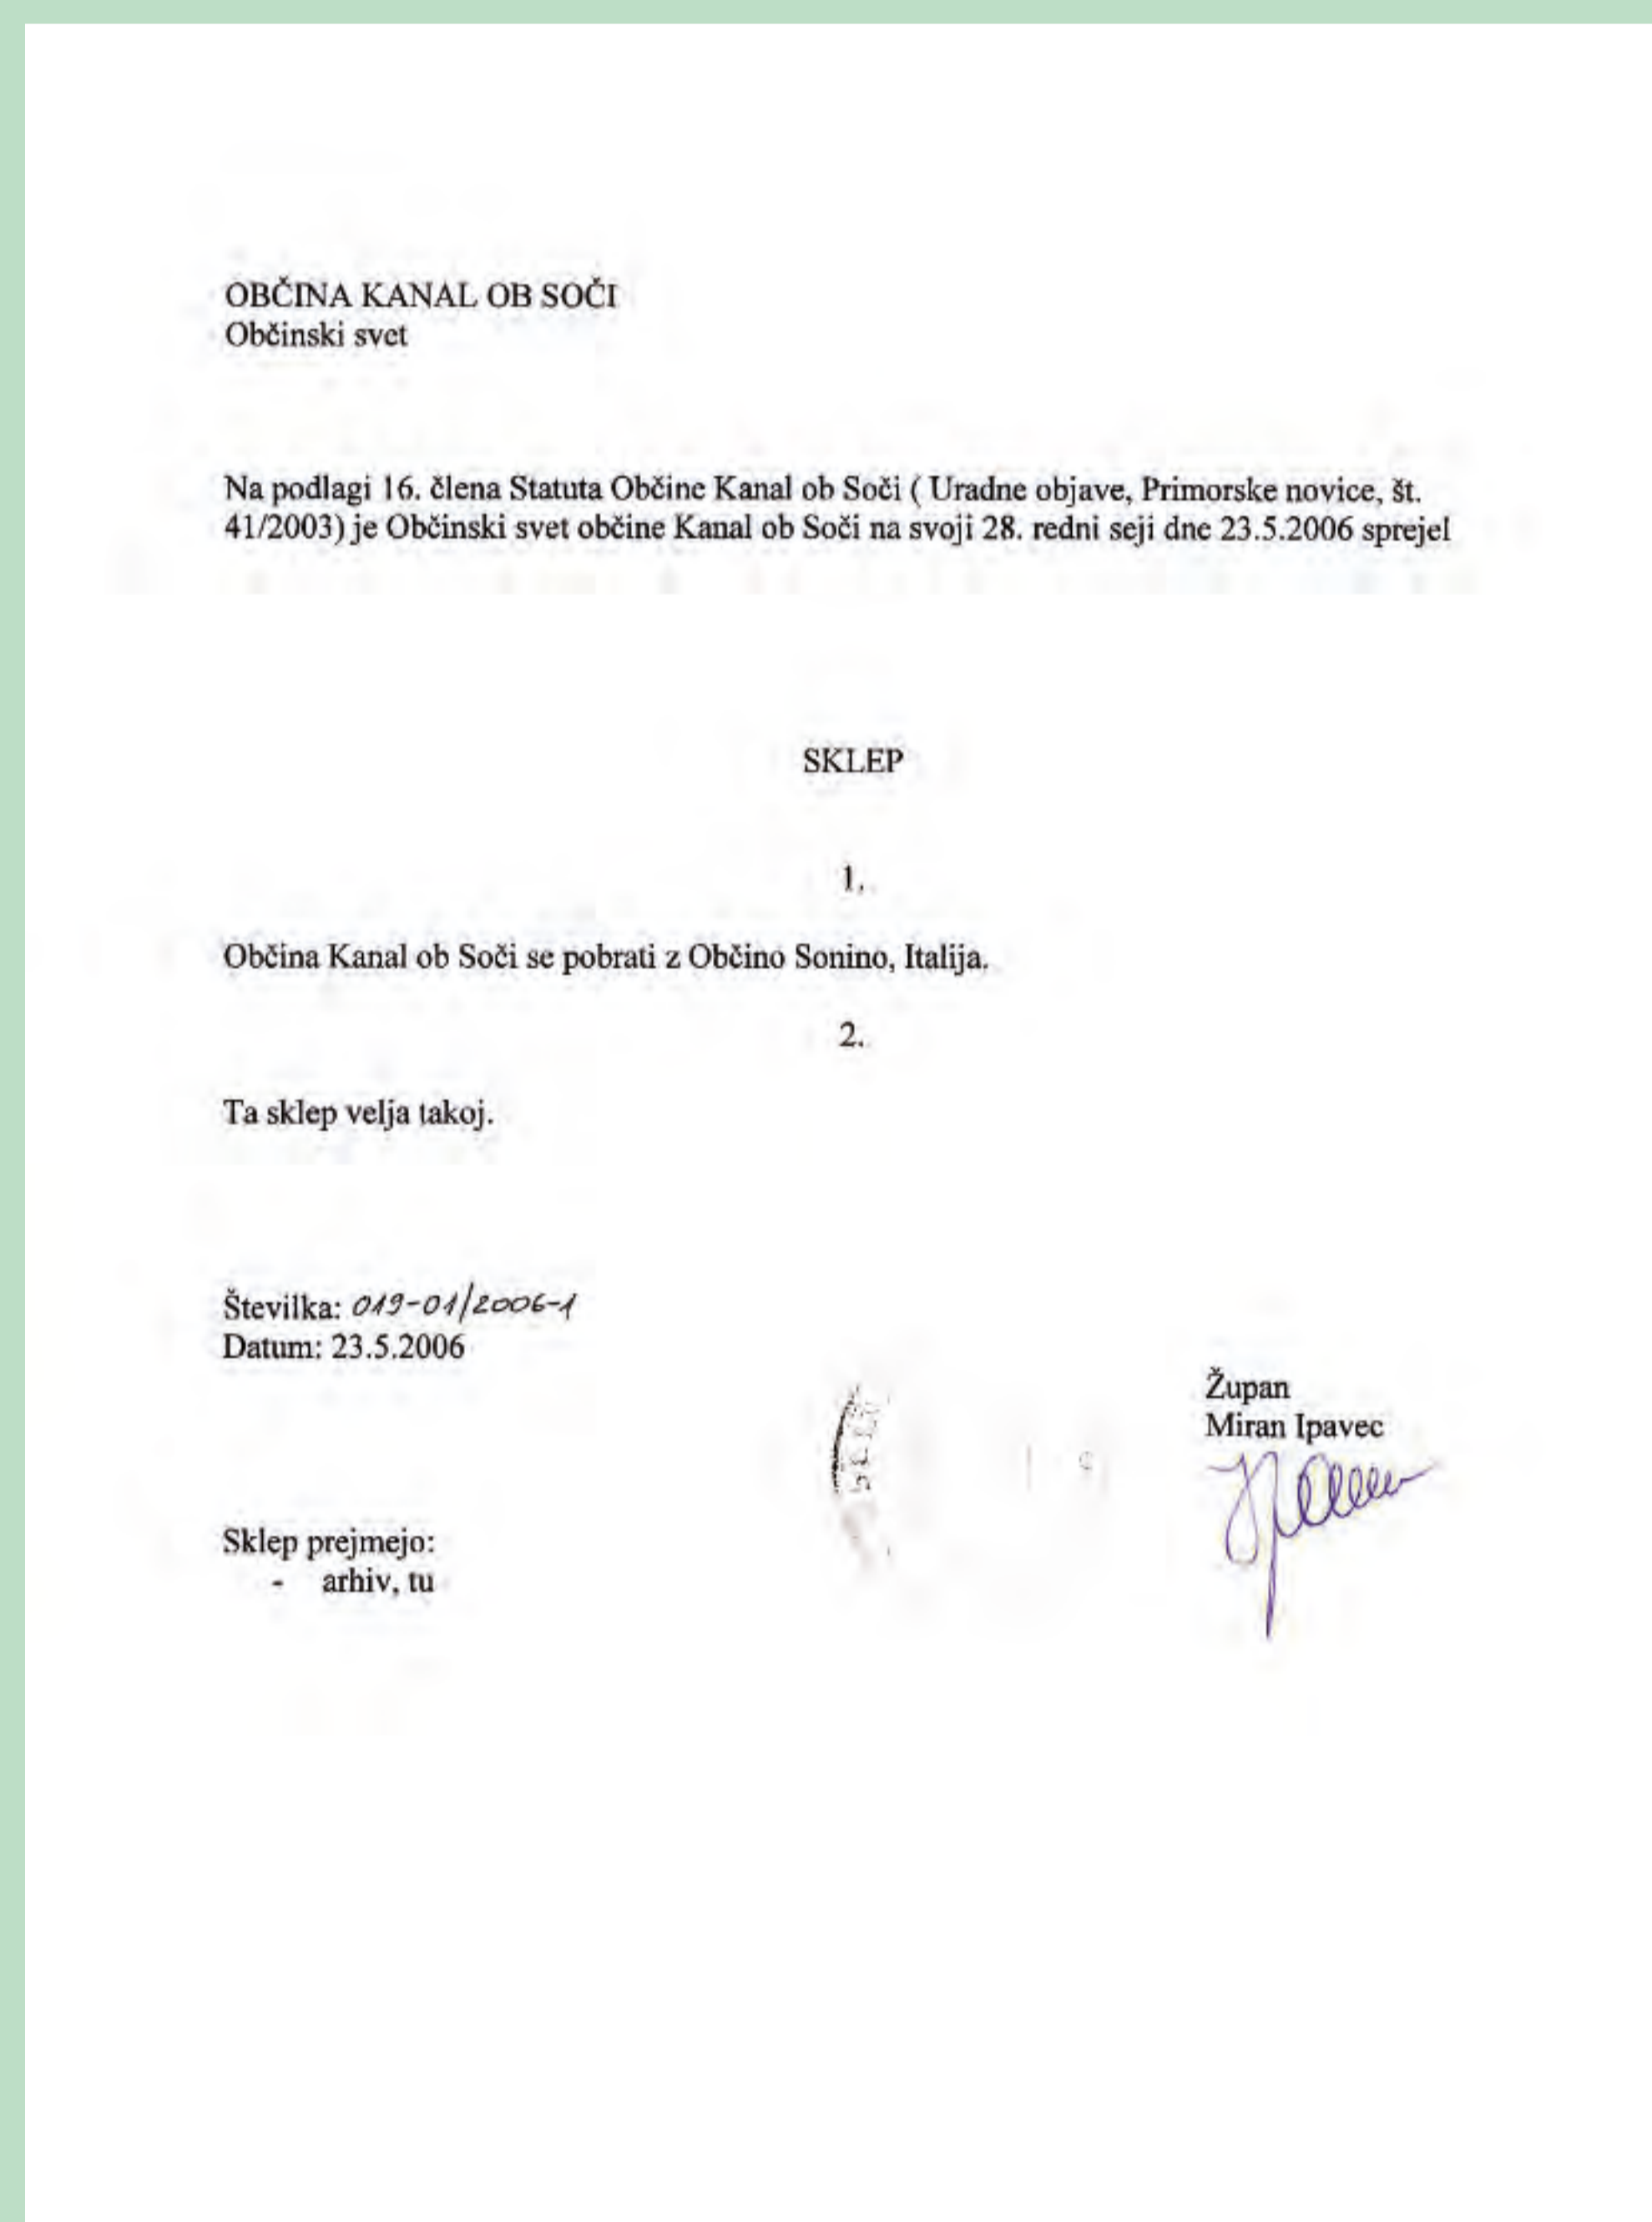 OBČINA KANAL OB SOČI
Občinski svet
Na podlagi 16. člena Statuta Občine Kanal ob Soči ( Uradne objave, Primorske novice, št.
41/2003) je Občinski svet občine Kanal ob Soči na svoji 28. redni seji dne 23.5.2006 sprejel
SKLEP
1.
Občina Kanal ob Soči se pobrati z Občino Sonino, Italija.
2.
Ta sklep velja takoj.
Številka: 019-01/2006-1
Datum: 23.5.2006
Župan
Miran Ipavec
Sklep prejmejo:
- arhiv, tu